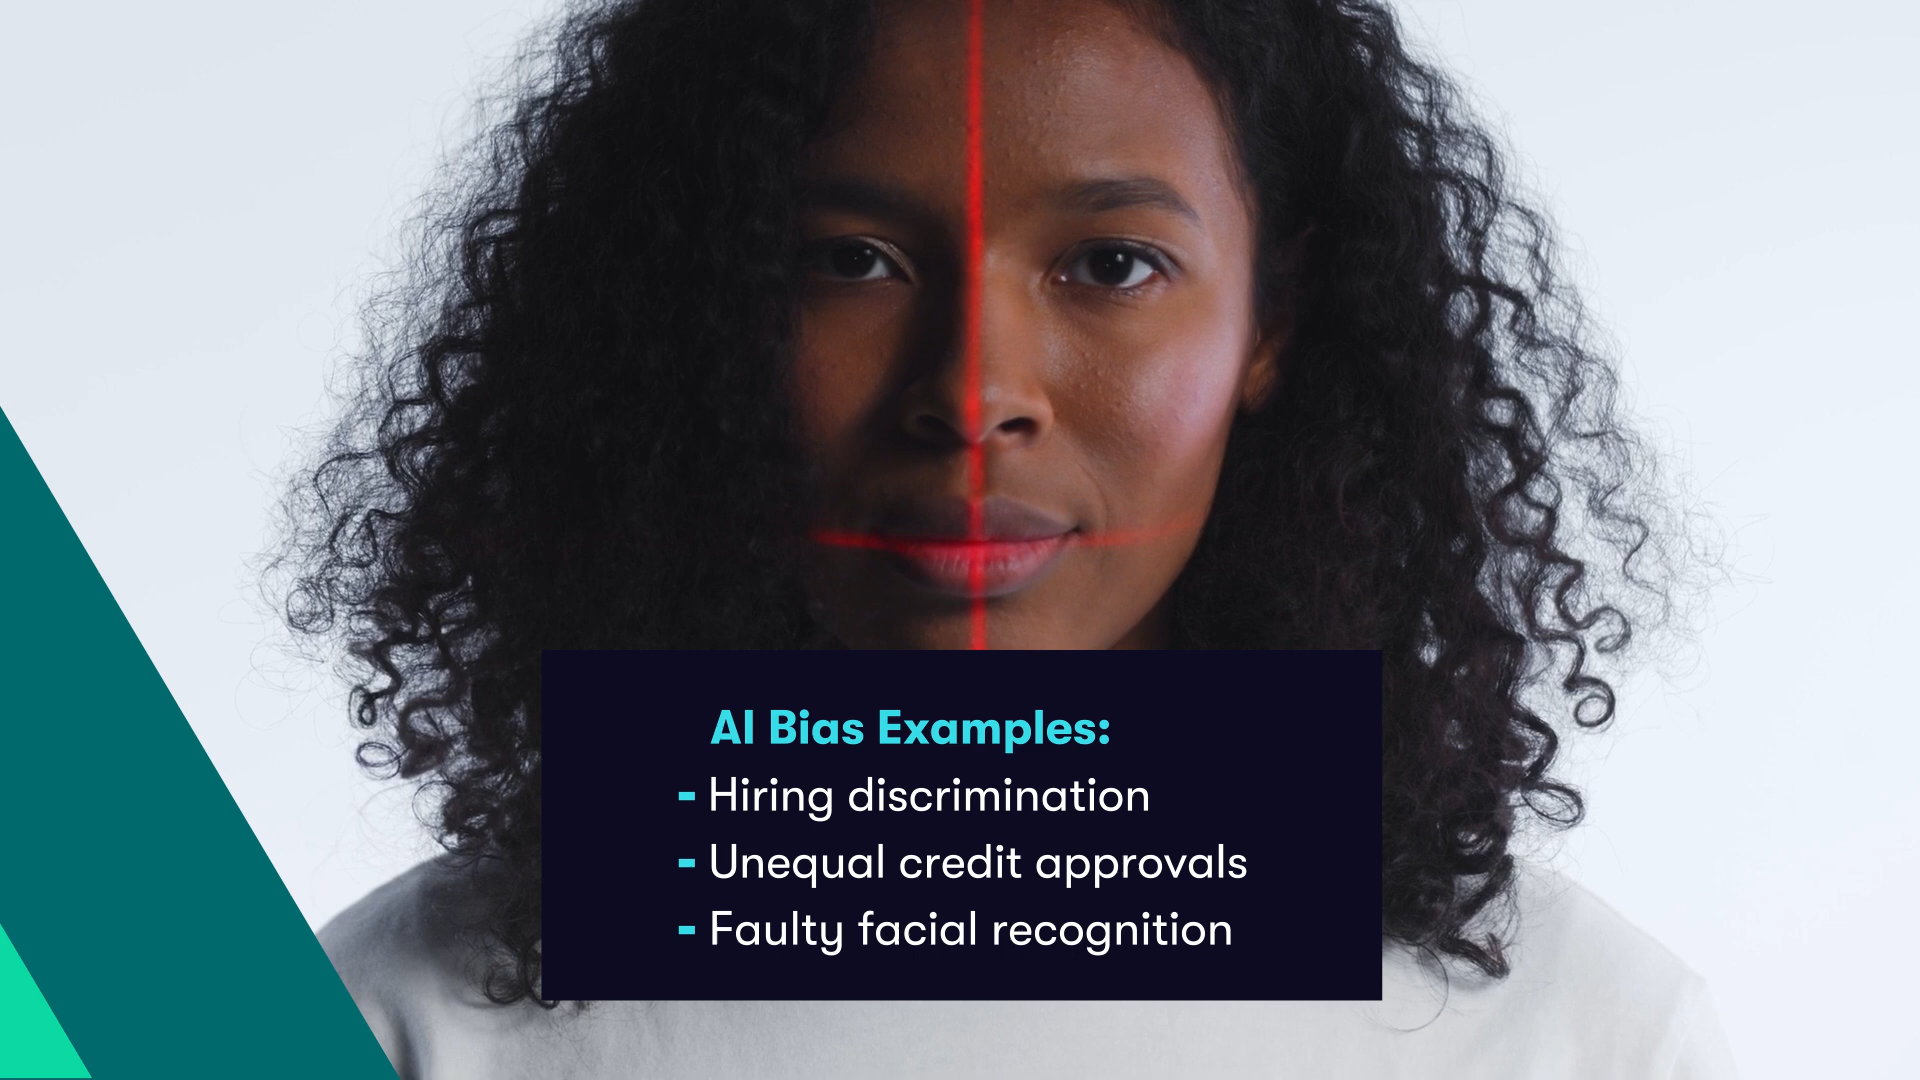 AI Bias Examples:
- Hiring discrimination
- Unequal credit approvals
- Faulty facial recognition